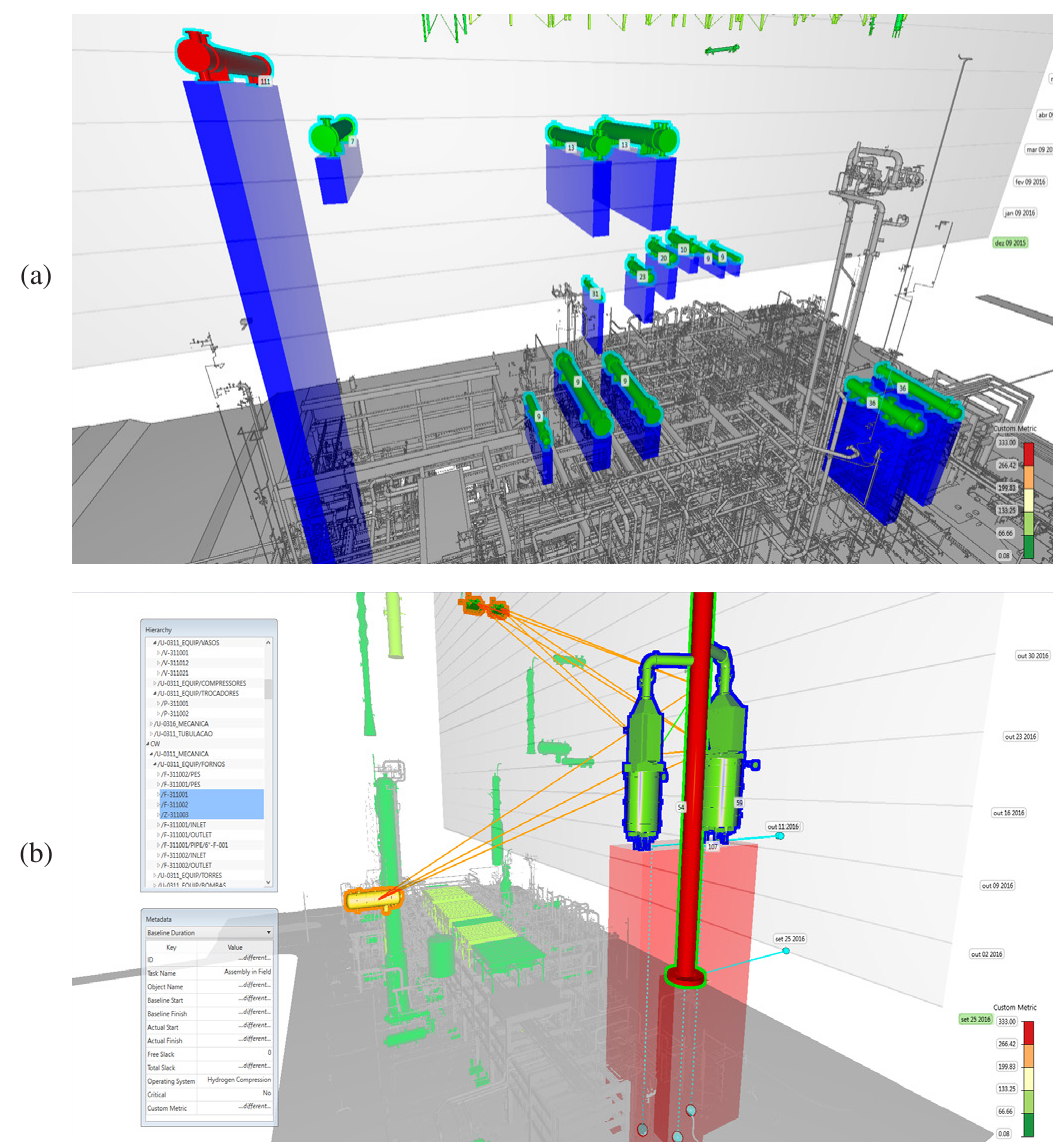 (a)
111
7
13
13
10
20
9
9
23
31
9
9
9
36
36
abr 0
mar 09 20
fev 09 2016
jan 09 2016
dez 09 2015
Custom Metric
333.00
266.42
199.83
133.25
66.66
0.08
(b)
Hierarchy
/U-0311_EQUIP/VASOS
/V-311001
/V-311012
/V-311021
/U-0311_EQUIP/COMPRESSORES
/U-0311_EQUIP/TROCADORES
/P-311001
/P-311002
/U-0316_MECANICA
/U-0311_TUBULACAO
CW
/U-0311_MECANICA
/U-0311_EQUIP/FORNOS
/F-311002/PES
/F-311001/PES
/F-311001
/F-311002
/Z-311003
/F-311001/INLET
/F-311001/OUTLET
/F-311001/PIPE/6"-F-001
/F-311002/INLET
/F-311002/OUTLET
/U-0311_EQUIP/TORRES
/U-0311_EQUIP/BOMBAS
Metadata
Baseline Duration
Key Value
ID ...different...
Task Name Assembly in Field
Object Name ...different...
Baseline Start ...different...
Baseline Finish ...different...
Actual Start ...different...
Actual Finish ...different...
Free Slack 0
Total Slack ...different...
Operating System Hydrogen Compression
Critical No
Custom Metric ...different...
54
59
107
out 11 2016
set 25 2016
out 30 2016
out 23 2016
out 16 2016
out 09 2016
out 02 2016
set 25 2016
Custom Metric
333.00
266.42
199.83
133.25
66.66
0.08